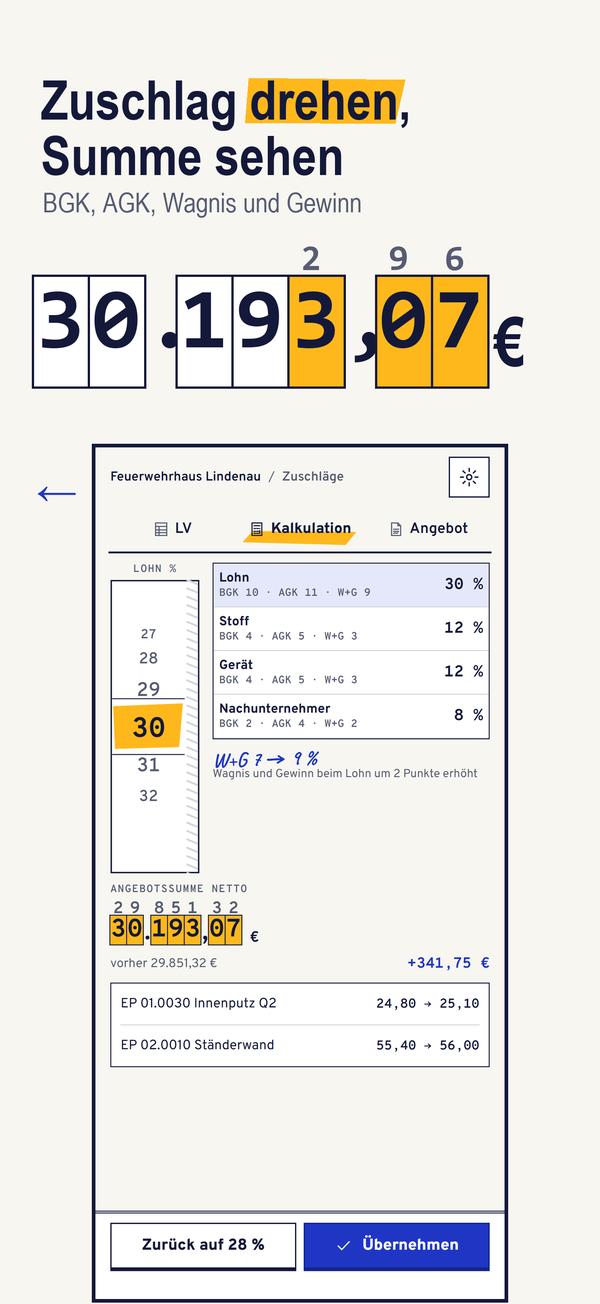 Zuschlag drehen,
Summe sehen
BGK, AGK, Wagnis und Gewinn
2 9 6
30.193,07 €
←
Feuerwehrhaus Lindenau / Zuschläge
LV Kalkulation Angebot
LOHN %
27
28
29
30
31
32
Lohn 30 %
BGK 10 · AGK 11 · W+G 9
Stoff 12 %
BGK 4 · AGK 5 · W+G 3
Gerät 12 %
BGK 4 · AGK 5 · W+G 3
Nachunternehmer 8 %
BGK 2 · AGK 4 · W+G 2
W+G 7 → 9 %
Wagnis und Gewinn beim Lohn um 2 Punkte erhöht
ANGEBOTSSUMME NETTO
29 851 32
30.193,07 €
vorher 29.851,32 € +341,75 €
EP 01.0030 Innenputz Q2 24,80 → 25,10
EP 02.0010 Ständerwand 55,40 → 56,00
Zurück auf 28 % ✓ Übernehmen